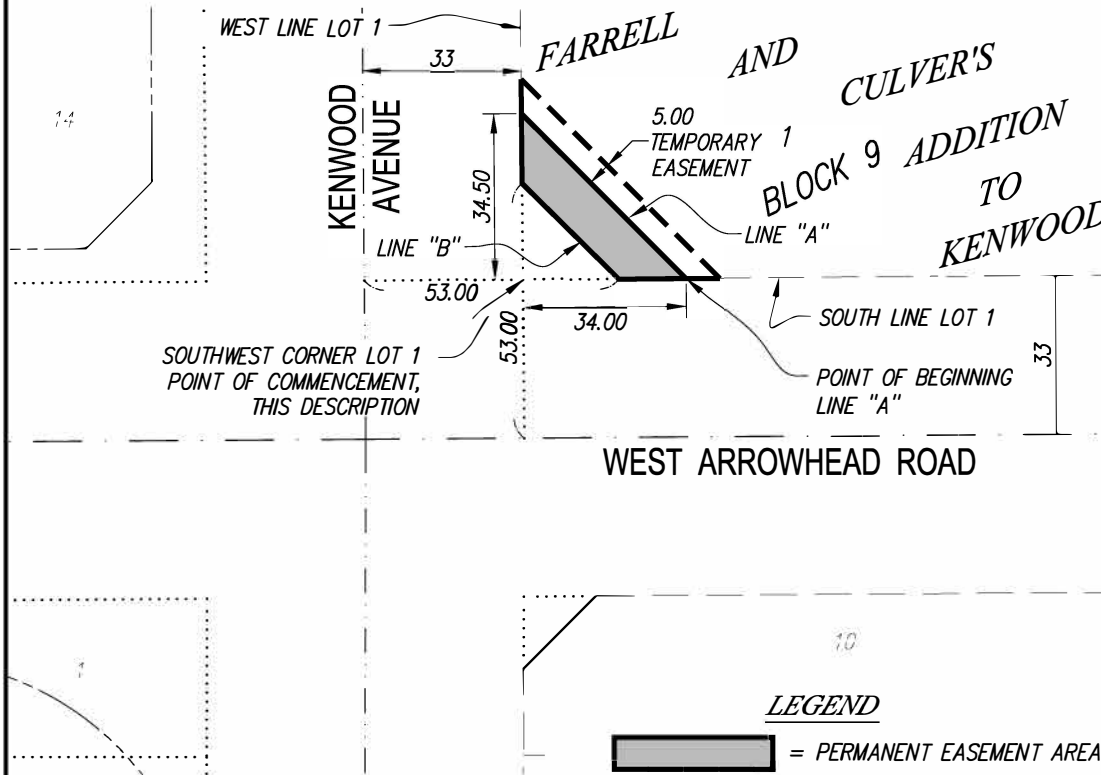 WEST LINE LOT 1
33
FARRELL AND CULVER'S
14
KENWOOD
AVENUE
5.00
TEMPORARY
EASEMENT
1
BLOCK 9
ADDITION
TO
KENWOOD
34.50
LINE "B"
LINE "A"
53.00
34.00
53.00
SOUTH LINE LOT 1
SOUTHWEST CORNER LOT 1
POINT OF COMMENCEMENT,
THIS DESCRIPTION
POINT OF BEGINNING
LINE "A"
33
WEST ARROWHEAD ROAD
1
10
LEGEND
= PERMANENT EASEMENT AREA